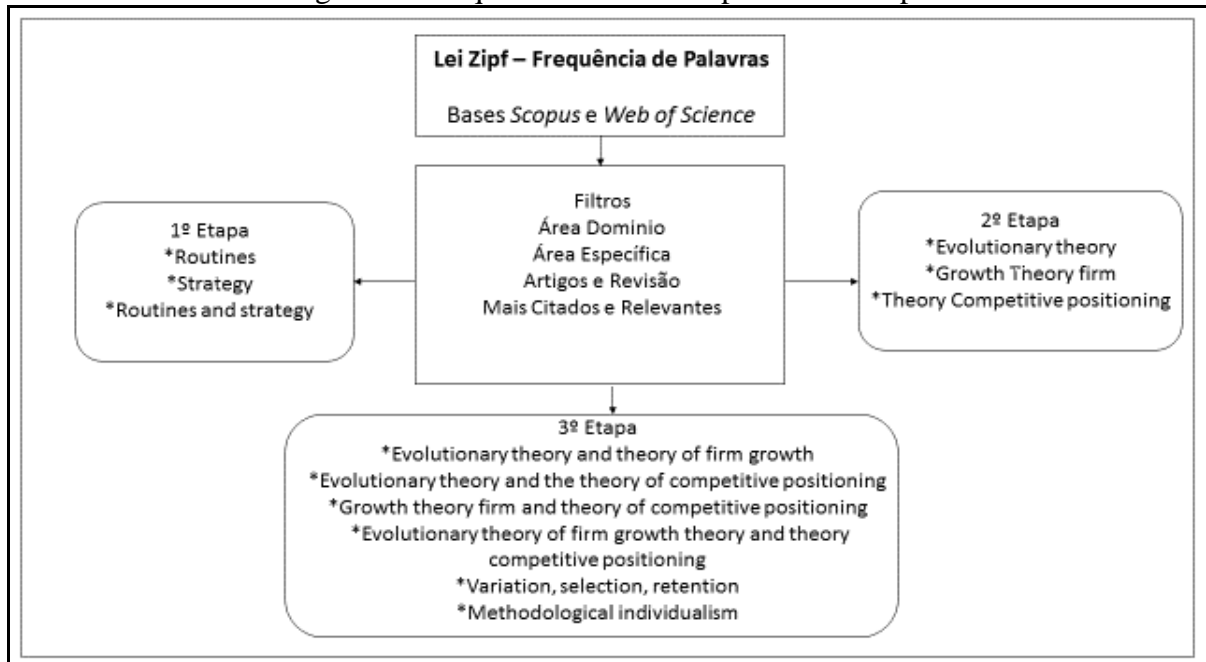 Lei Zipf – Frequência de Palavras
Bases Scopus e Web of Science
Filtros
Área Dominio
Área Específica
Artigos e Revisão
Mais Citados e Relevantes
1º Etapa
*Routines
*Strategy
*Routines and strategy
2º Etapa
*Evolutionary theory
*Growth Theory firm
*Theory Competitive positioning
3º Etapa
*Evolutionary theory and theory of firm growth
*Evolutionary theory and the theory of competitive positioning
*Growth theory firm and theory of competitive positioning
*Evolutionary theory of firm growth theory and theory
competitive positioning
*Variation, selection, retention
*Methodological individualism